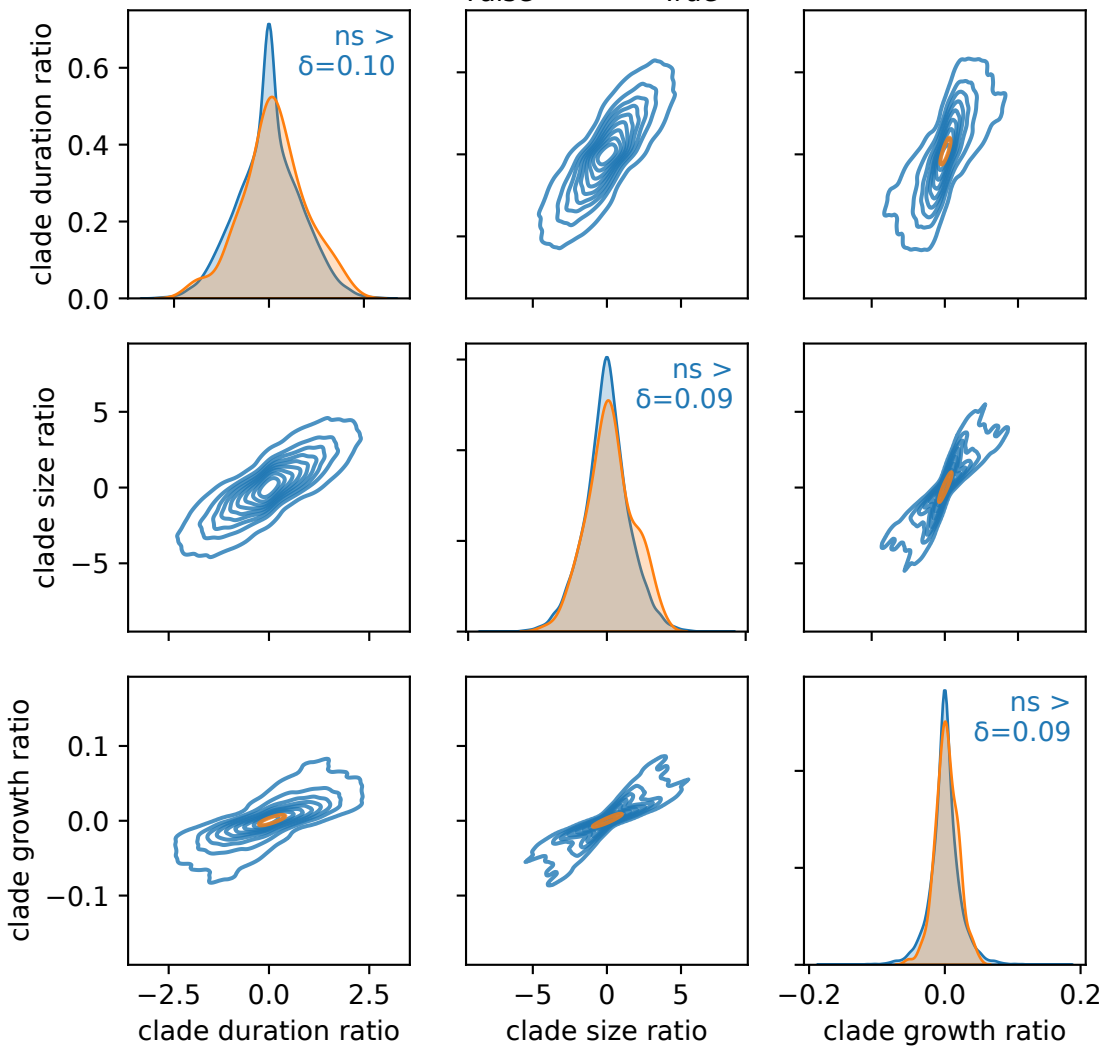 ns >
δ=0.10
clade duration ratio
0.6
0.4
0.2
0.0
ns >
δ=0.09
clade size ratio
5
0
−5
ns >
δ=0.09
clade growth ratio
0.1
0.0
−0.1
−2.5 0.0 2.5
−5 0 5
−0.2 0.0 0.2
clade duration ratio
clade size ratio
clade growth ratio